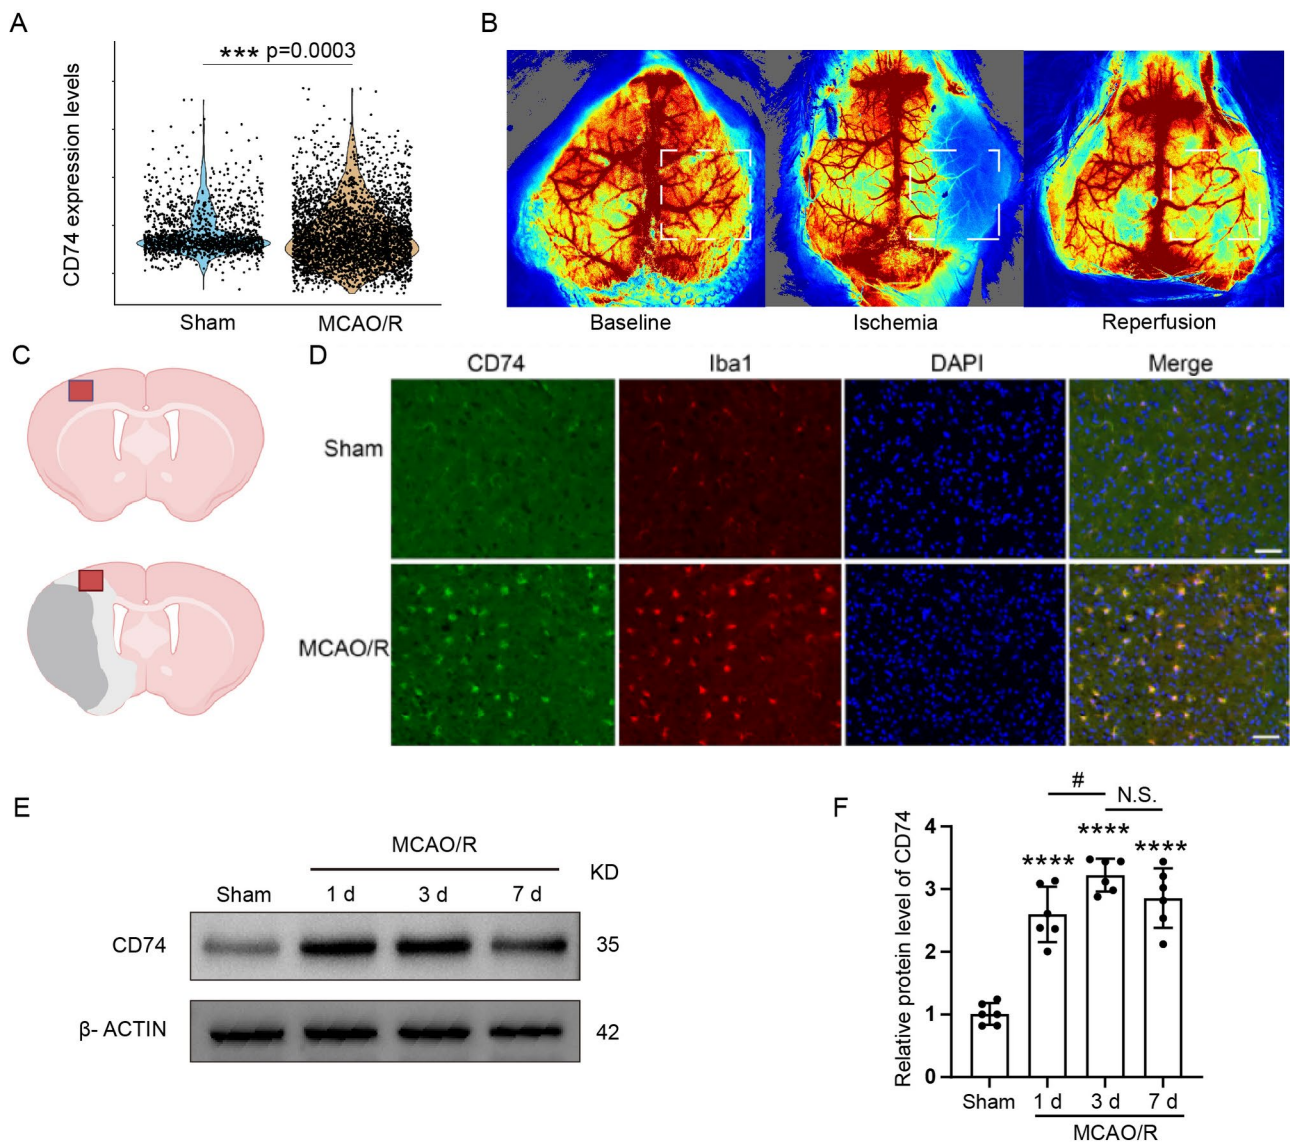 A
CD74 expression levels
*** p=0.0003
Sham
MCAO/R
B
Baseline
Ischemia
Reperfusion
C
D
CD74
Iba1
DAPI
Merge
Sham
MCAO/R
E
MCAO/R
KD
Sham
1 d
3 d
7 d
CD74
35
β- ACTIN
42
F
Relative protein level of CD74
#
N.S.
****
****
****
4
3
2
1
0
Sham
1 d
3 d
7 d
MCAO/R